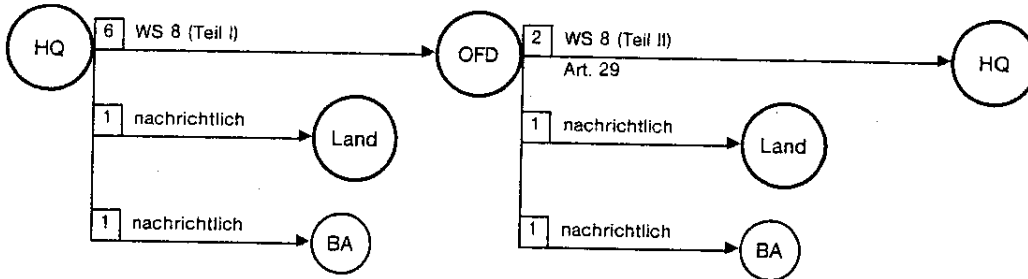 HQ
6 WS 8 (Teil I)
OFD
2 WS 8 (Teil II)
Art. 29
HQ
1 nachrichtlich
Land
1 nachrichtlich
Land
1 nachrichtlich
BA
1 nachrichtlich
BA